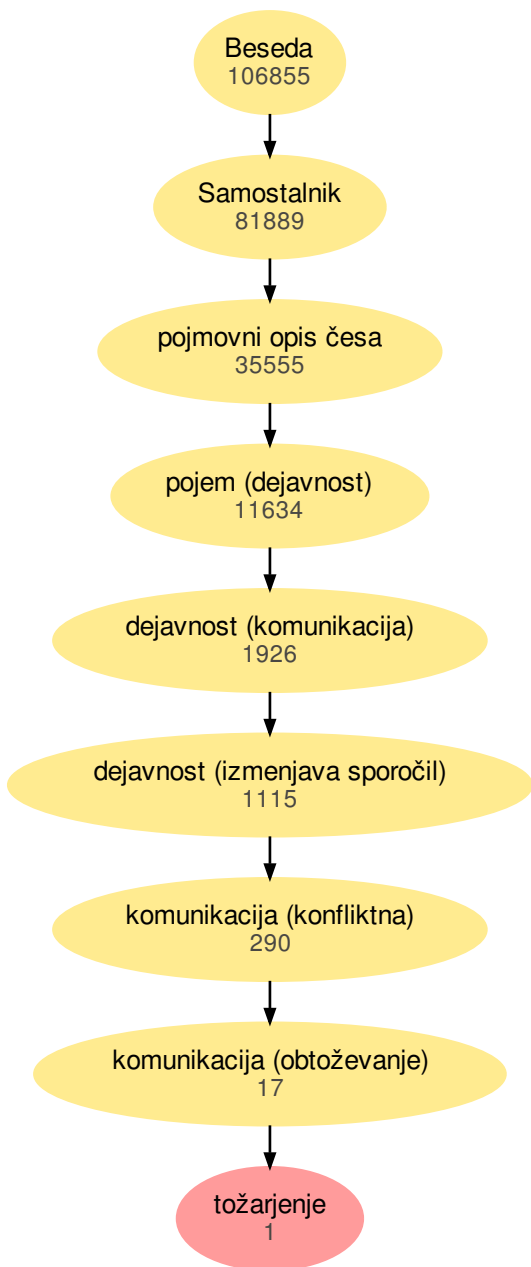 Beseda
106855
Samostalnik
81889
pojmovni opis česa
35555
pojem (dejavnost)
11634
dejavnost (komunikacija)
1926
dejavnost (izmenjava sporočil)
1115
komunikacija (konfliktna)
290
komunikacija (obtoževanje)
17
tožarjenje
1